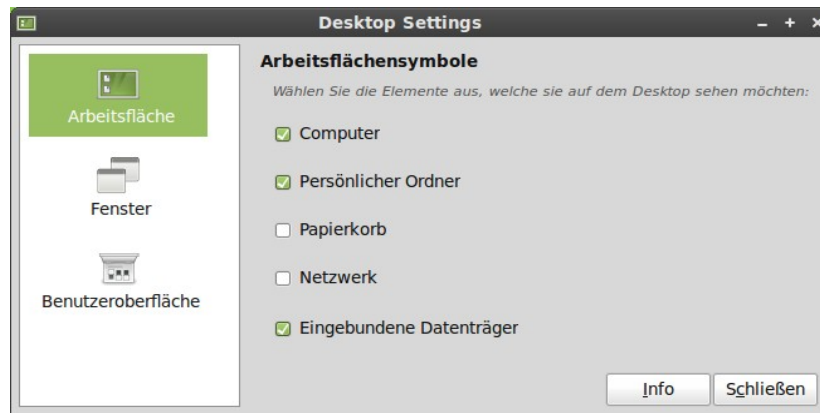 Desktop Settings
Arbeitsfläche
Fenster
Benutzeroberfläche
Arbeitsflächensymbole
Wählen Sie die Elemente aus, welche sie auf dem Desktop sehen möchten:
Computer
Persönlicher Ordner
Papierkorb
Netzwerk
Eingebundene Datenträger
Info
Schließen